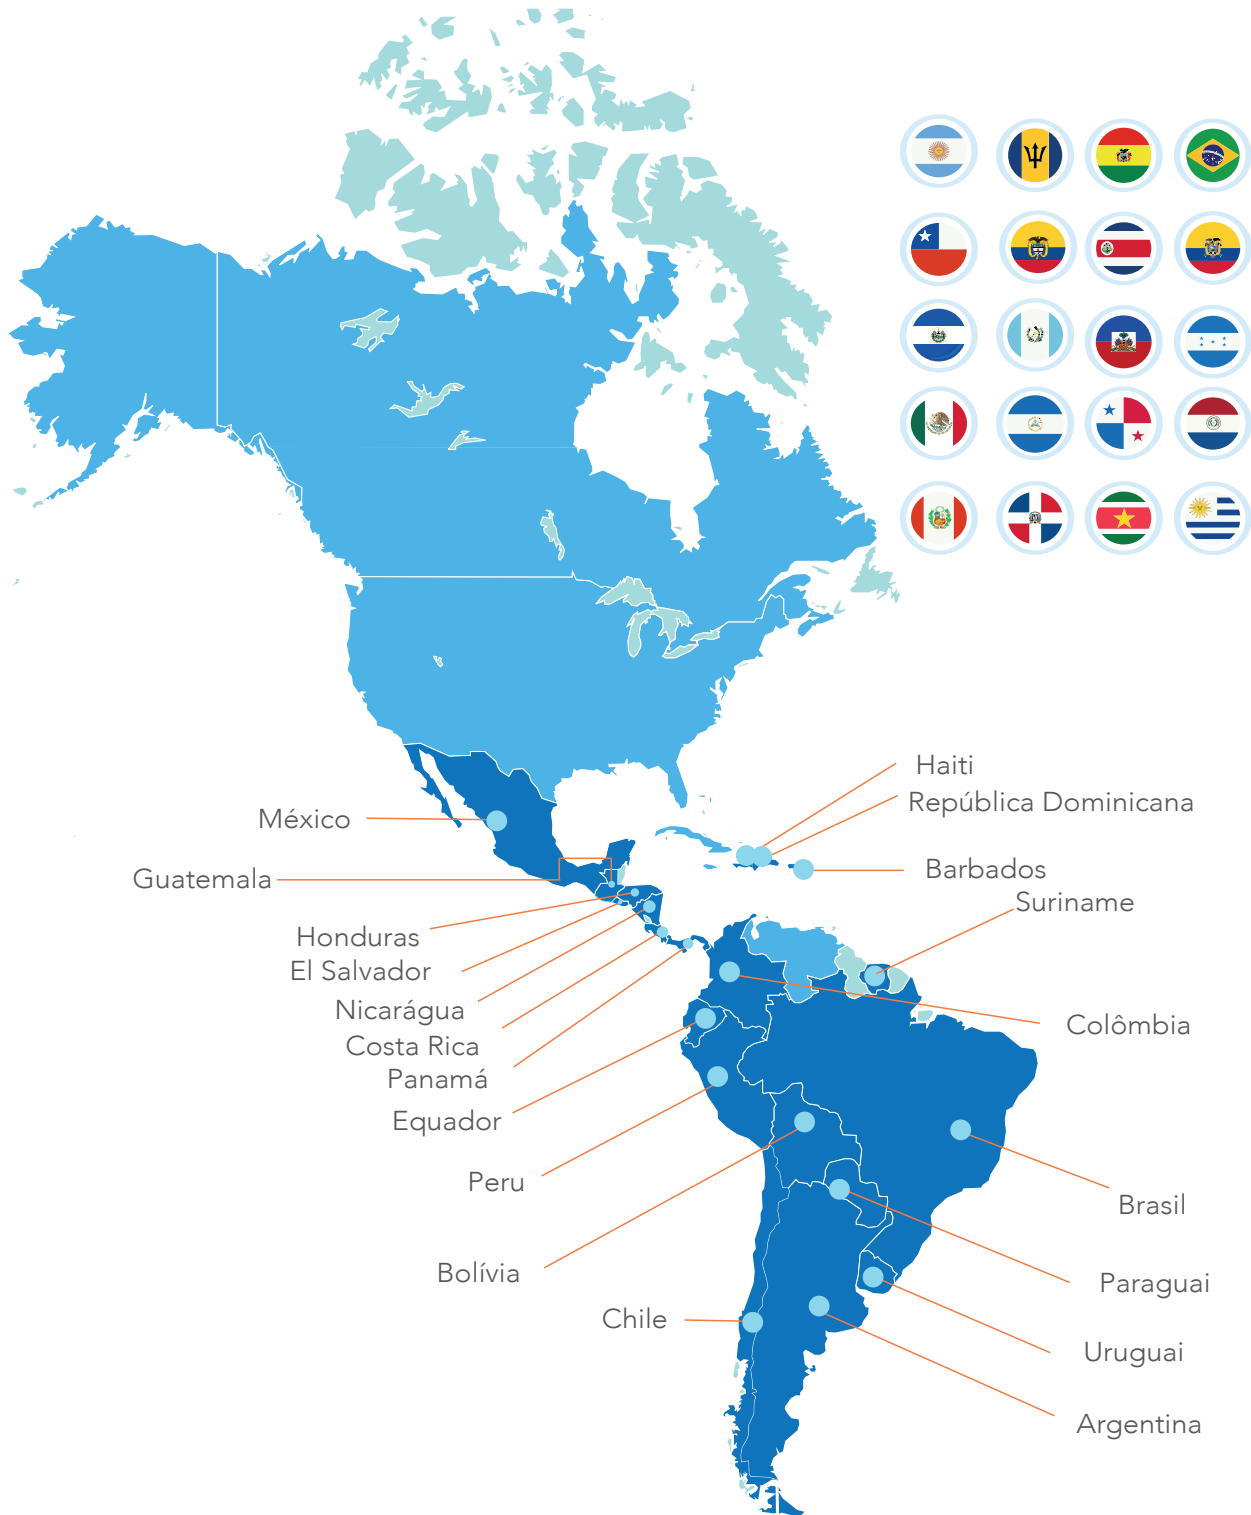 Haiti
República Dominicana
México
Barbados
Guatemala
Suriname
Honduras
El Salvador
Nicarágua
Colômbia
Costa Rica
Panamá
Equador
Peru
Brasil
Bolívia
Paraguai
Chile
Uruguai
Argentina